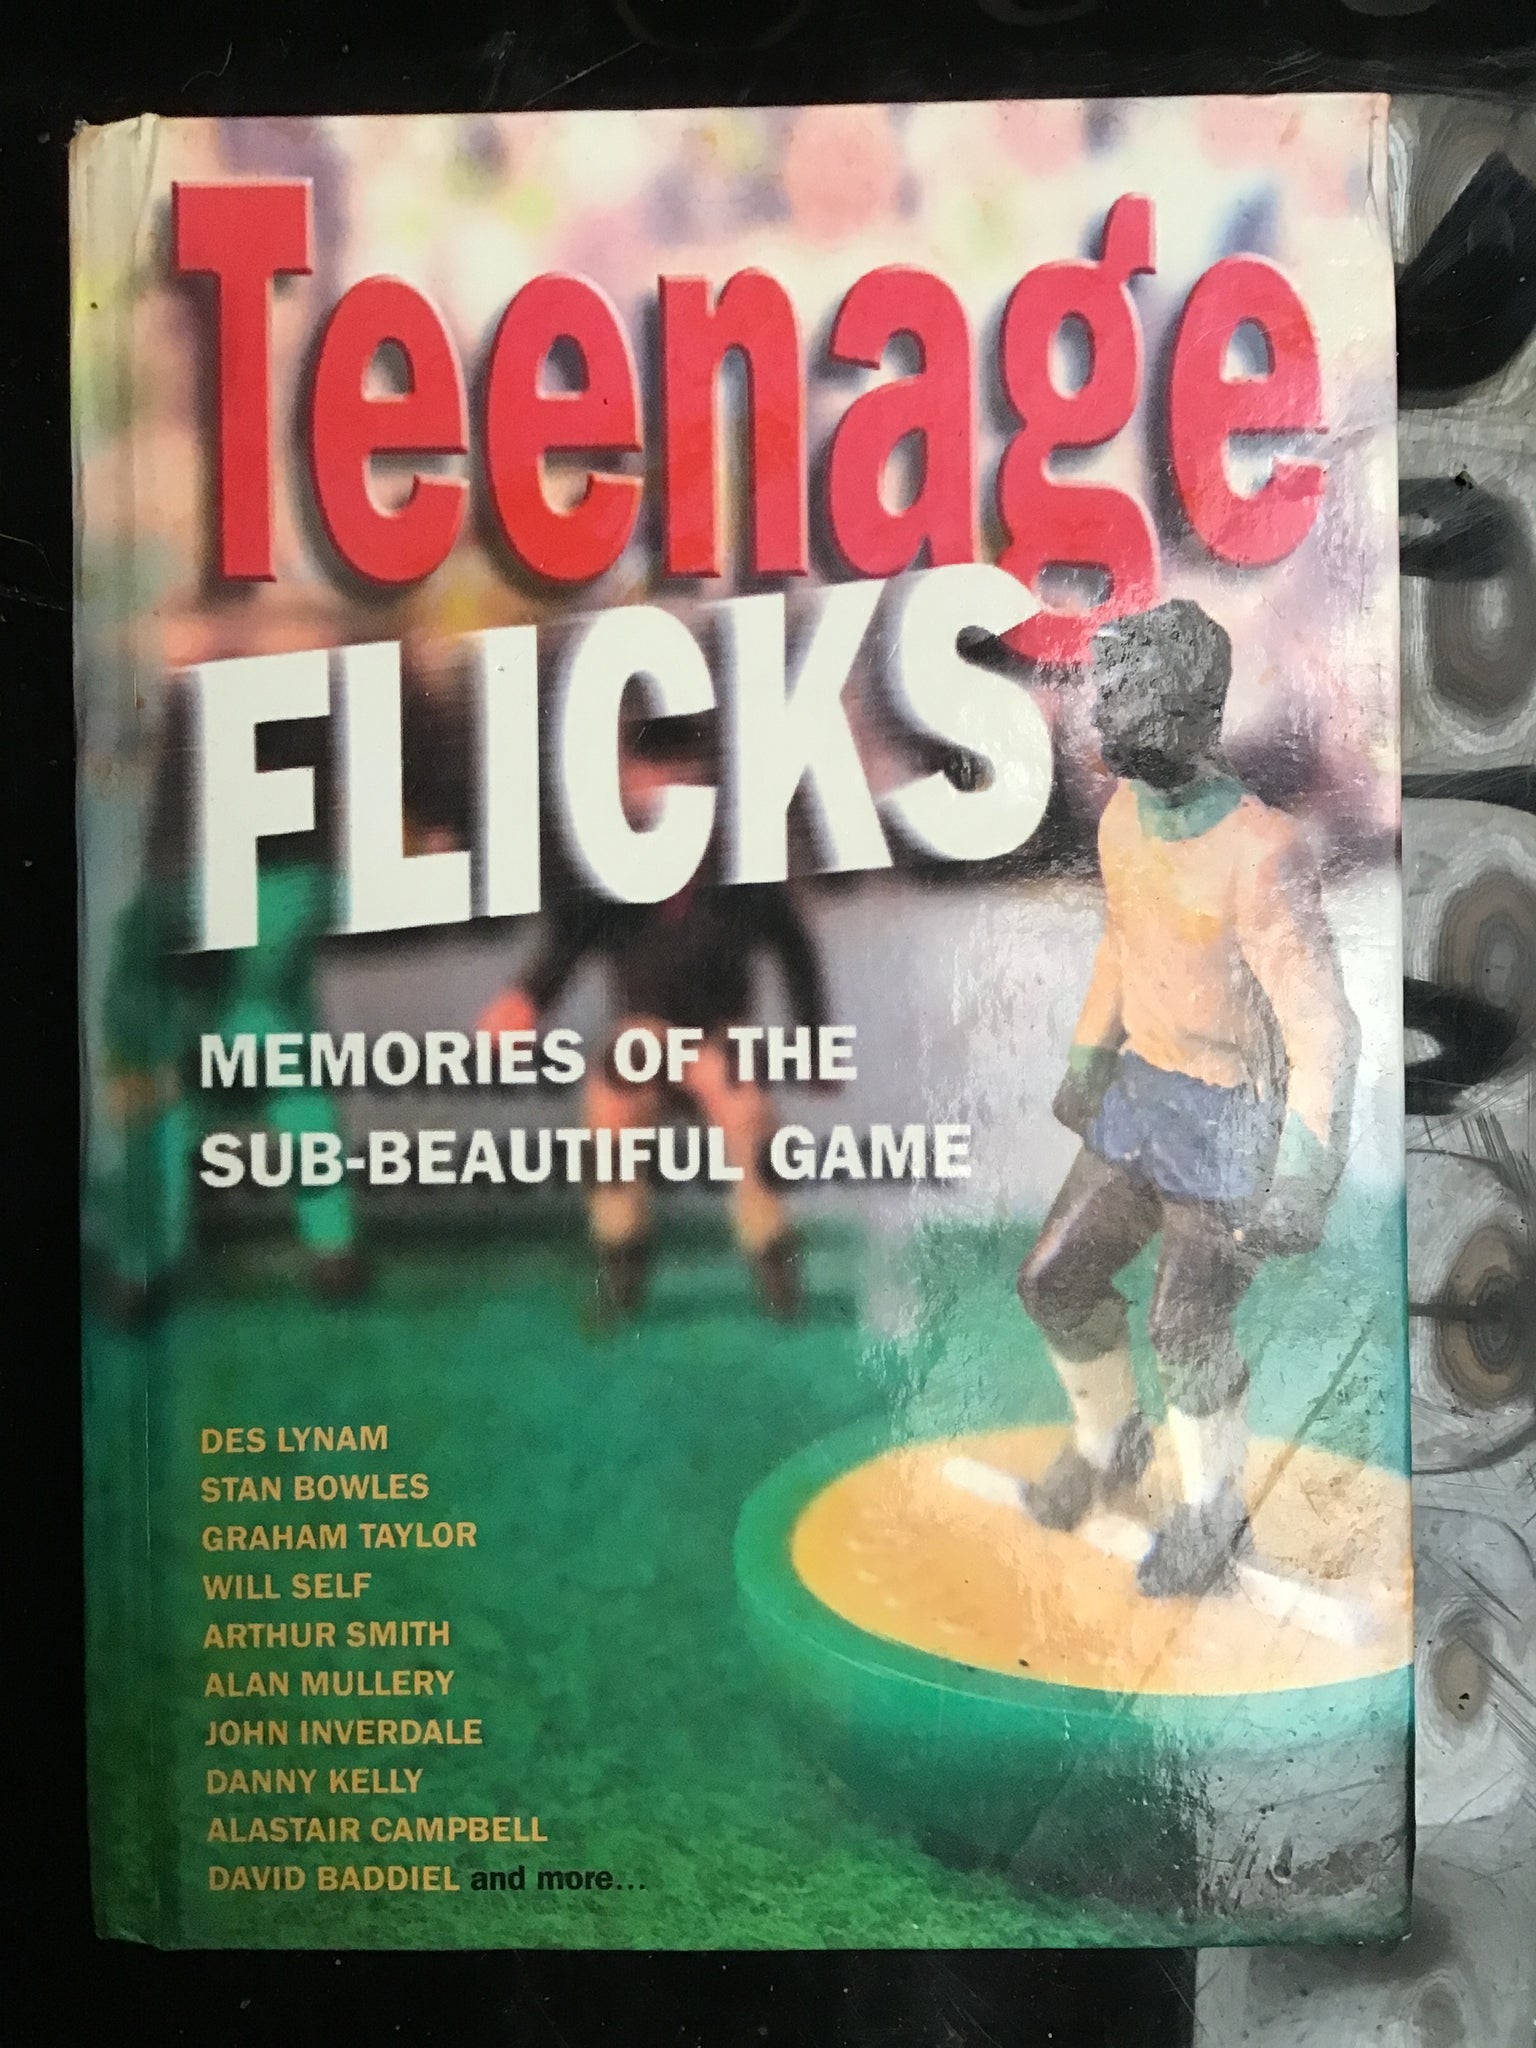 Teenage
FLICKS
MEMORIES OF THE
SUB-BEAUTIFUL GAME
DES LYNAM
STAN BOWLES
GRAHAM TAYLOR
WILL SELF
ARTHUR SMITH
ALAN MULLERY
JOHN INVERDALE
DANNY KELLY
ALASTAIR CAMPBELL
DAVID BADDIEL and more...